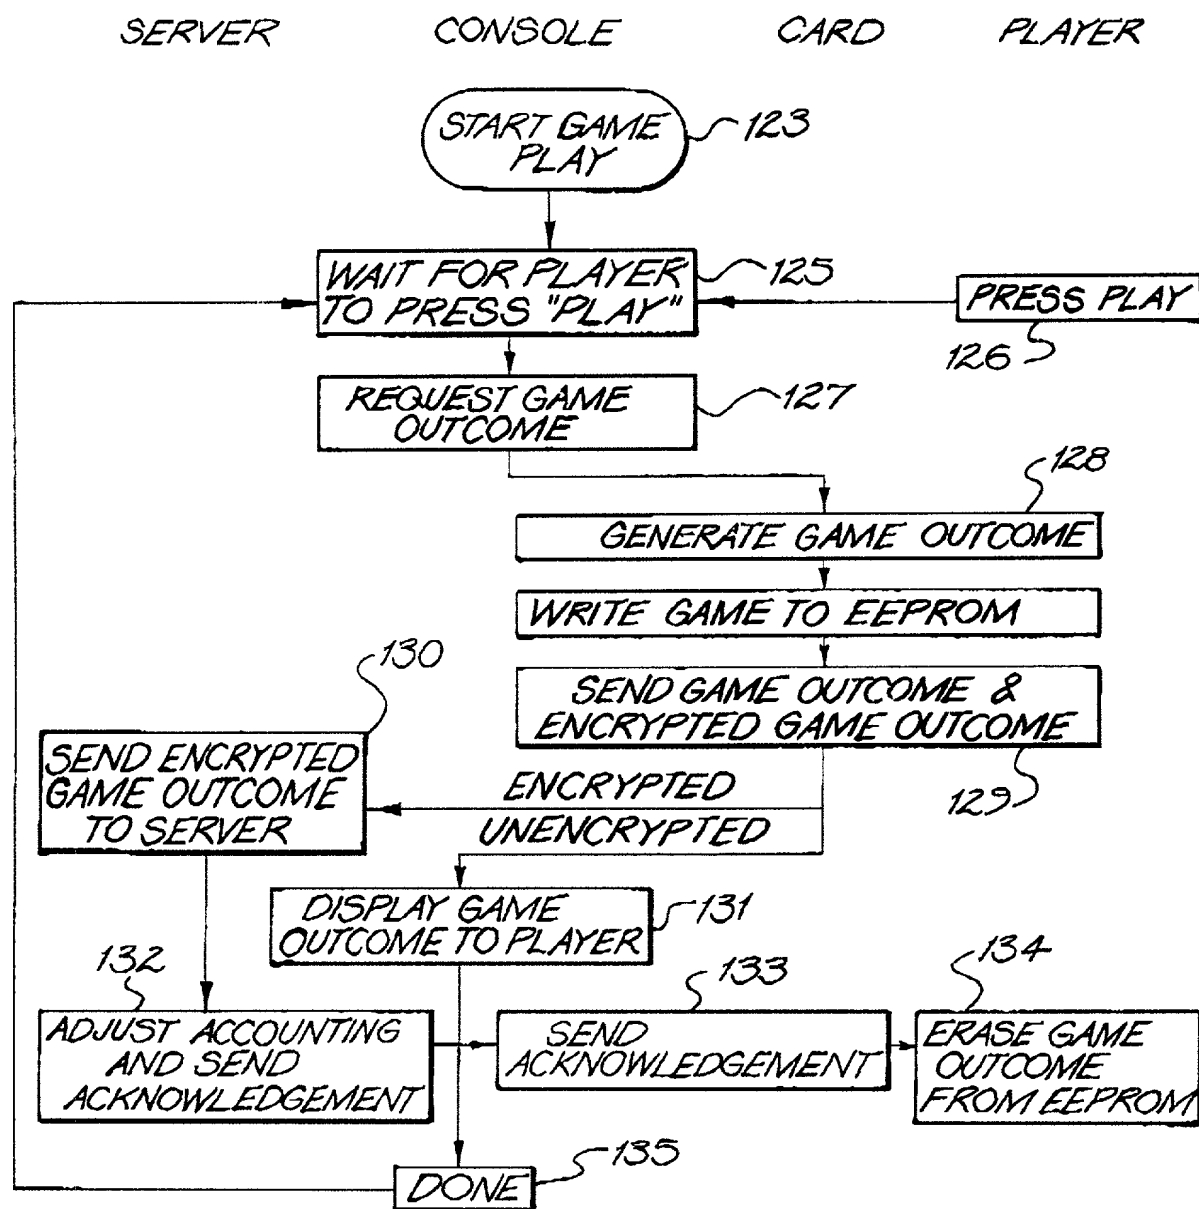 SERVER CONSOLE CARD PLAYER
START GAME
PLAY
123
WAIT FOR PLAYER
TO PRESS "PLAY"
125
PRESS PLAY
126
REQUEST GAME
OUTCOME
127
128
GENERATE GAME OUTCOME
WRITE GAME TO EEPROM
SEND GAME OUTCOME &
ENCRYPTED GAME OUTCOME
129
130
SEND ENCRYPTED
GAME OUTCOME
TO SERVER
ENCRYPTED
UNENCRYPTED
DISPLAY GAME
OUTCOME TO PLAYER
131
132
ADJUST ACCOUNTING
AND SEND
ACKNOWLEDGEMENT
133
SEND
ACKNOWLEDGEMENT
134
ERASE GAME
OUTCOME
FROM EEPROM
DONE
135